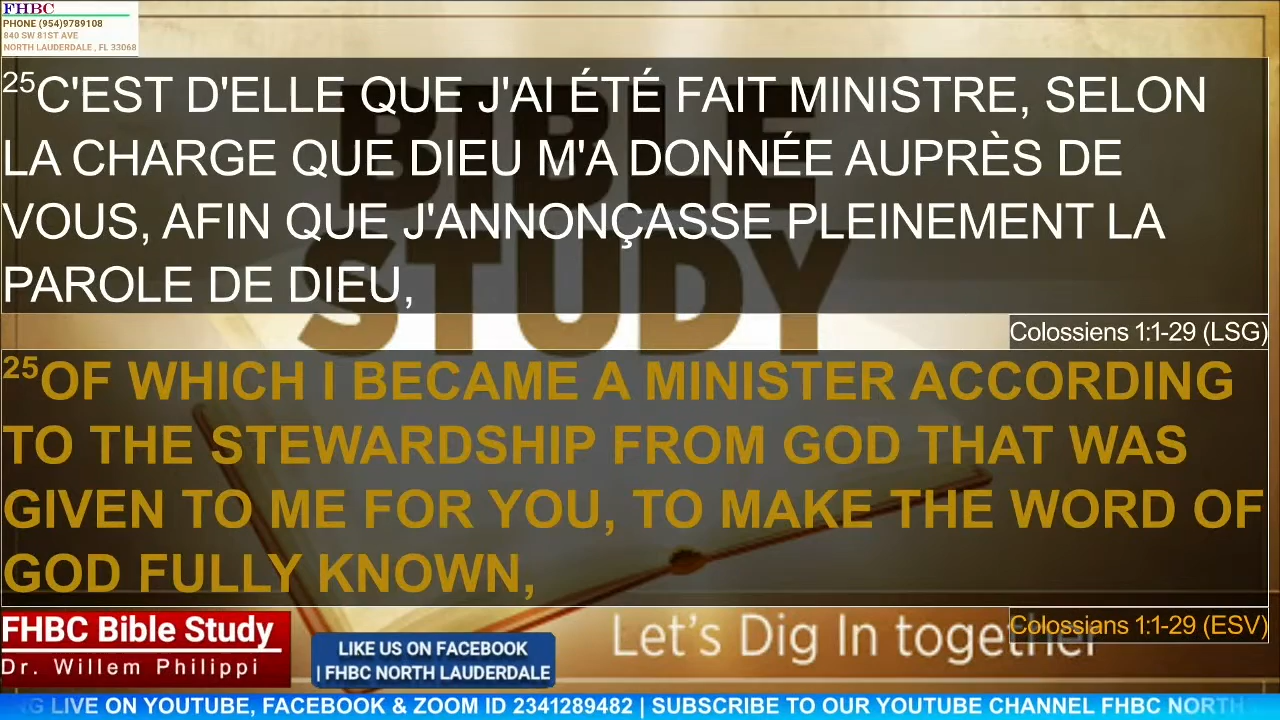 FHBC
PHONE (954)9789108
840 SW 81ST AVE
NORTH LAUDERDALE , FL 33068
BIBLE
STUDY
25C'EST D'ELLE QUE J'AI ÉTÉ FAIT MINISTRE, SELON
LA CHARGE QUE DIEU M'A DONNÉE AUPRÈS DE
VOUS, AFIN QUE J'ANNONÇASSE PLEINEMENT LA
PAROLE DE DIEU,
Colossiens 1:1-29 (LSG)
25OF WHICH I BECAME A MINISTER ACCORDING
TO THE STEWARDSHIP FROM GOD THAT WAS
GIVEN TO ME FOR YOU, TO MAKE THE WORD OF
GOD FULLY KNOWN,
Colossians 1:1-29 (ESV)
Let's Dig In together
FHBC Bible Study
Dr. Willem Philippi
LIKE US ON FACEBOOK
| FHBC NORTH LAUDERDALE
NG LIVE ON YOUTUBE, FACEBOOK & ZOOM ID 2341289482 | SUBSCRIBE TO OUR YOUTUBE CHANNEL FHBC NORTH